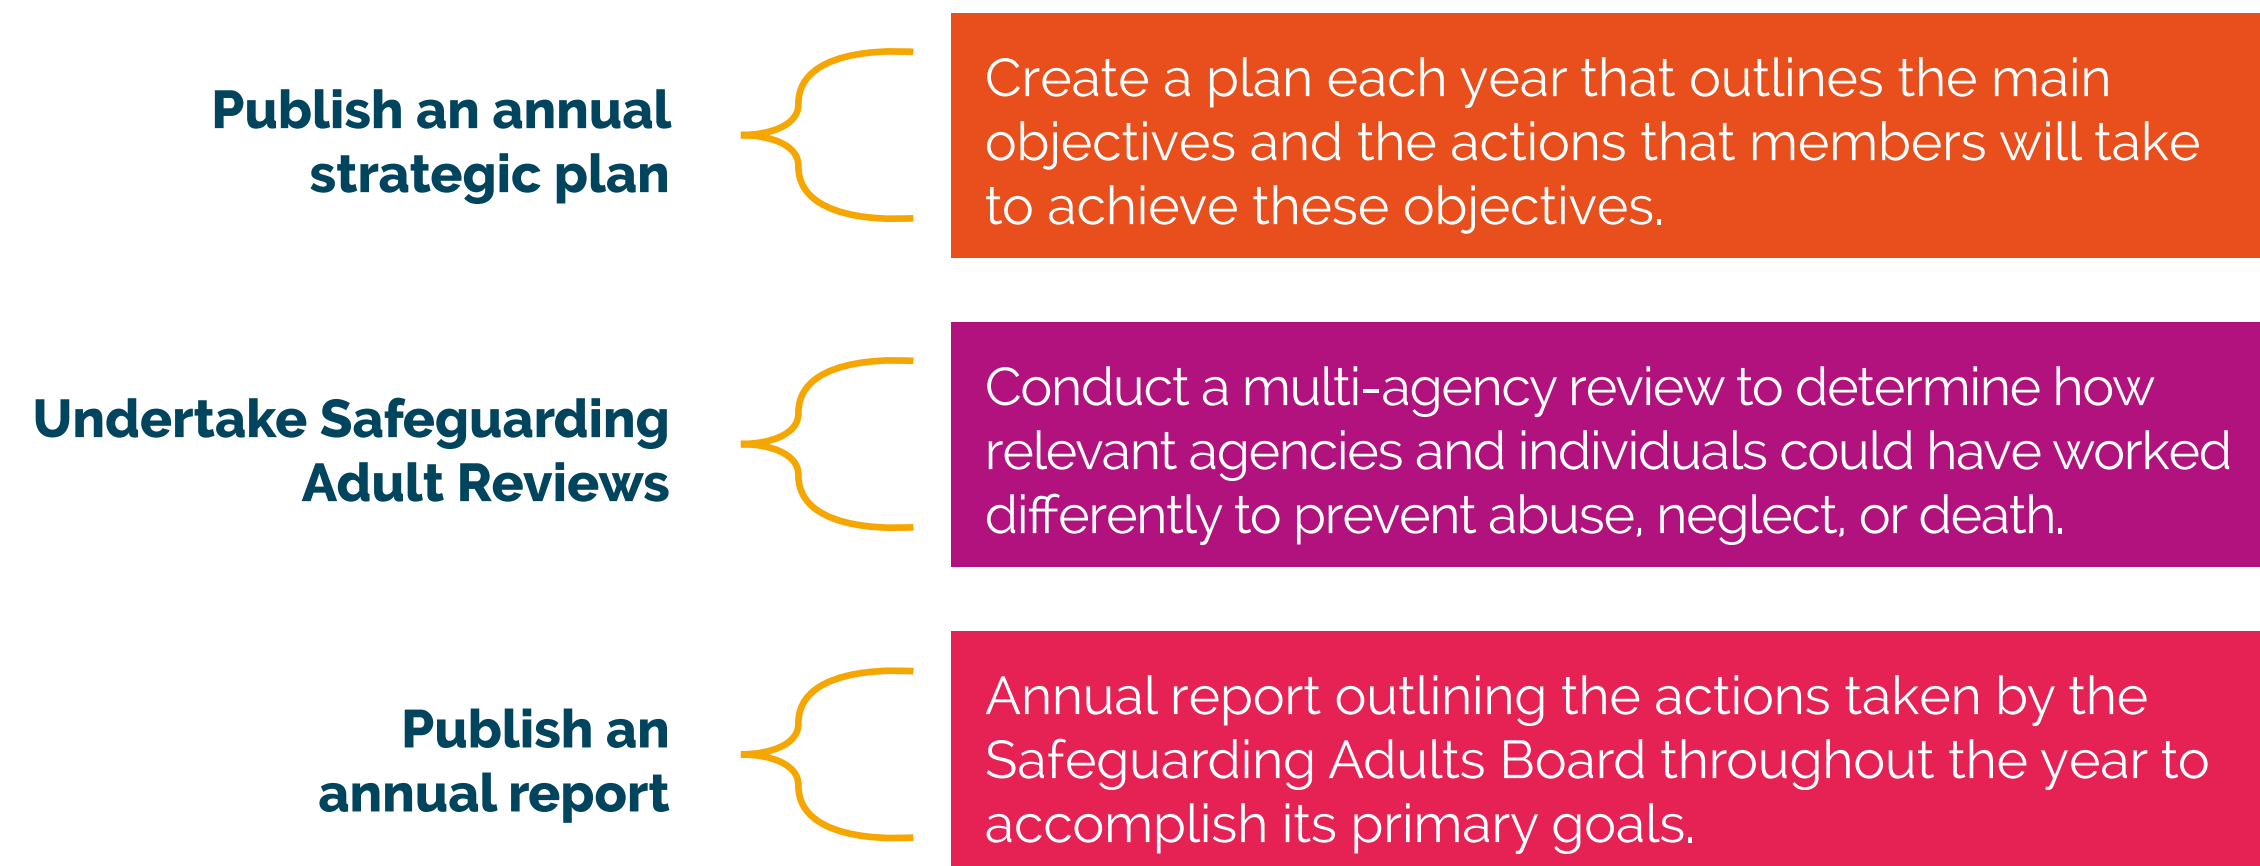 Publish an annual
strategic plan
Create a plan each year that outlines the main
objectives and the actions that members will take
to achieve these objectives.
Undertake Safeguarding
Adult Reviews
Conduct a multi-agency review to determine how
relevant agencies and individuals could have worked
differently to prevent abuse, neglect, or death.
Publish an
annual report
Annual report outlining the actions taken by the
Safeguarding Adults Board throughout the year to
accomplish its primary goals.